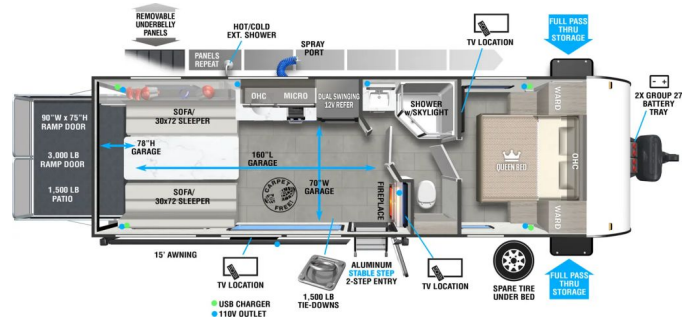 REMOVABLE
UNDERBELLY
PANELS
HOT/COLD
EXT. SHOWER
PANELS
REPEAT
SPRAY
PORT
TV LOCATION
FULL PASS
THRU
STORAGE
2X GROUP 27
BATTERY
TRAY
90"W x 75"H
RAMP DOOR
3,000 LB
RAMP DOOR
1,500 LB
PATIO
SOFA/
30x72 SLEEPER
78"H
GARAGE
SOFA/
30x72 SLEEPER
OHC
MICRO
DUAL SWINGING
12V REFER
SHOWER
w/SKYLIGHT
160"L
GARAGE
70"W
GARAGE
CARPET
FREE!
FIREPLACE
WARD
QUEEN BED
OHC
WARD
15' AWNING
TV LOCATION
1,500 LB
TIE-DOWNS
ALUMINUM
STABLE STEP
2-STEP ENTRY
TV LOCATION
SPARE TIRE
UNDER BED
FULL PASS
THRU
STORAGE
USB CHARGER
110V OUTLET